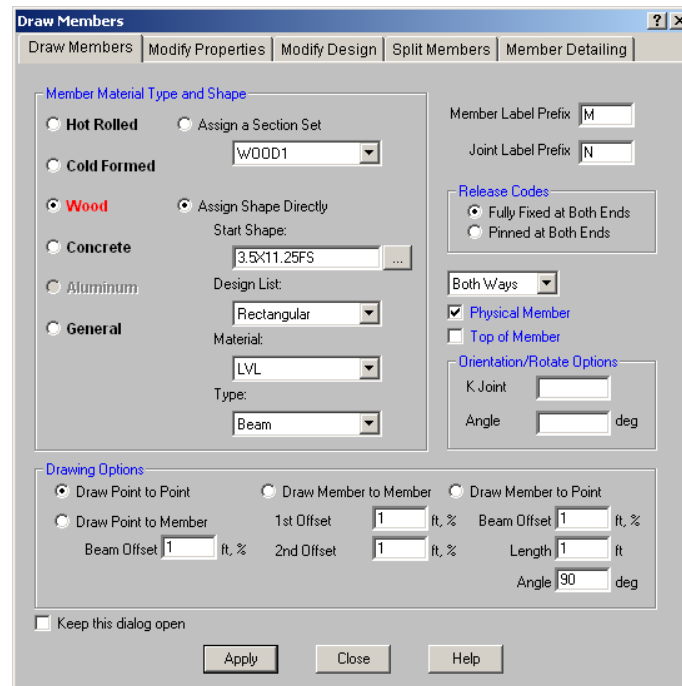 Draw Members
Draw Members Modify Properties Modify Design Split Members Member Detailing
Member Material Type and Shape
Hot Rolled
Cold Formed
Wood
Concrete
Aluminum
General
Assign a Section Set
WOOD1
Assign Shape Directly
Start Shape:
3.5X11.25FS ...
Design List:
Rectangular
Material:
LVL
Type:
Beam
Member Label Prefix M
Joint Label Prefix N
Release Codes
Fully Fixed at Both Ends
Pinned at Both Ends
Both Ways
Physical Member
Top of Member
Orientation/Rotate Options
K Joint
Angle deg
Drawing Options
Draw Point to Point
Draw Point to Member
Beam Offset 1 ft, %
Draw Member to Member
1st Offset 1 ft, %
2nd Offset 1 ft, %
Draw Member to Point
Beam Offset 1 ft, %
Length 1 ft
Angle 90 deg
Keep this dialog open
Apply Close Help